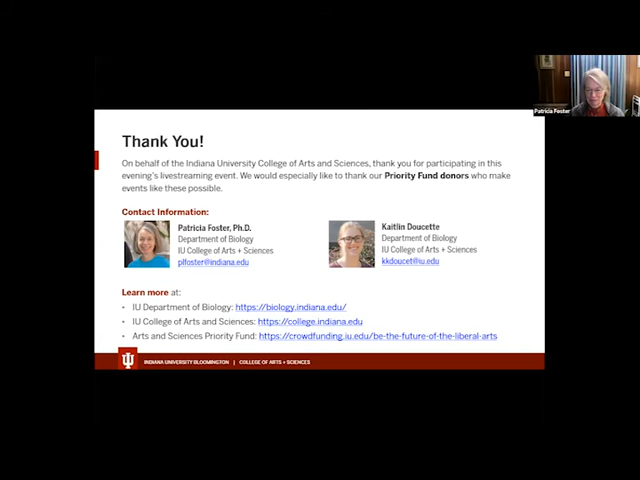 Patricia Foster
Thank You!
On behalf of the Indiana University College of Arts and Sciences, thank you for participating in this
evening's livestreaming event. We would especially like to thank our Priority Fund donors who make
events like these possible.
Contact Information:
Patricia Foster, Ph.D.
Department of Biology
IU College of Arts + Sciences
plfoster@indiana.edu
Kaitlin Doucette
Department of Biology
IU College of Arts + Sciences
kkdoucet@iu.edu
Learn more at:
• IU Department of Biology: https://biology.indiana.edu/
• IU College of Arts and Sciences: https://college.indiana.edu
• Arts and Sciences Priority Fund: https://crowdfunding.iu.edu/be-the-future-of-the-liberal-arts
INDIANA UNIVERSITY BLOOMINGTON | COLLEGE OF ARTS + SCIENCES